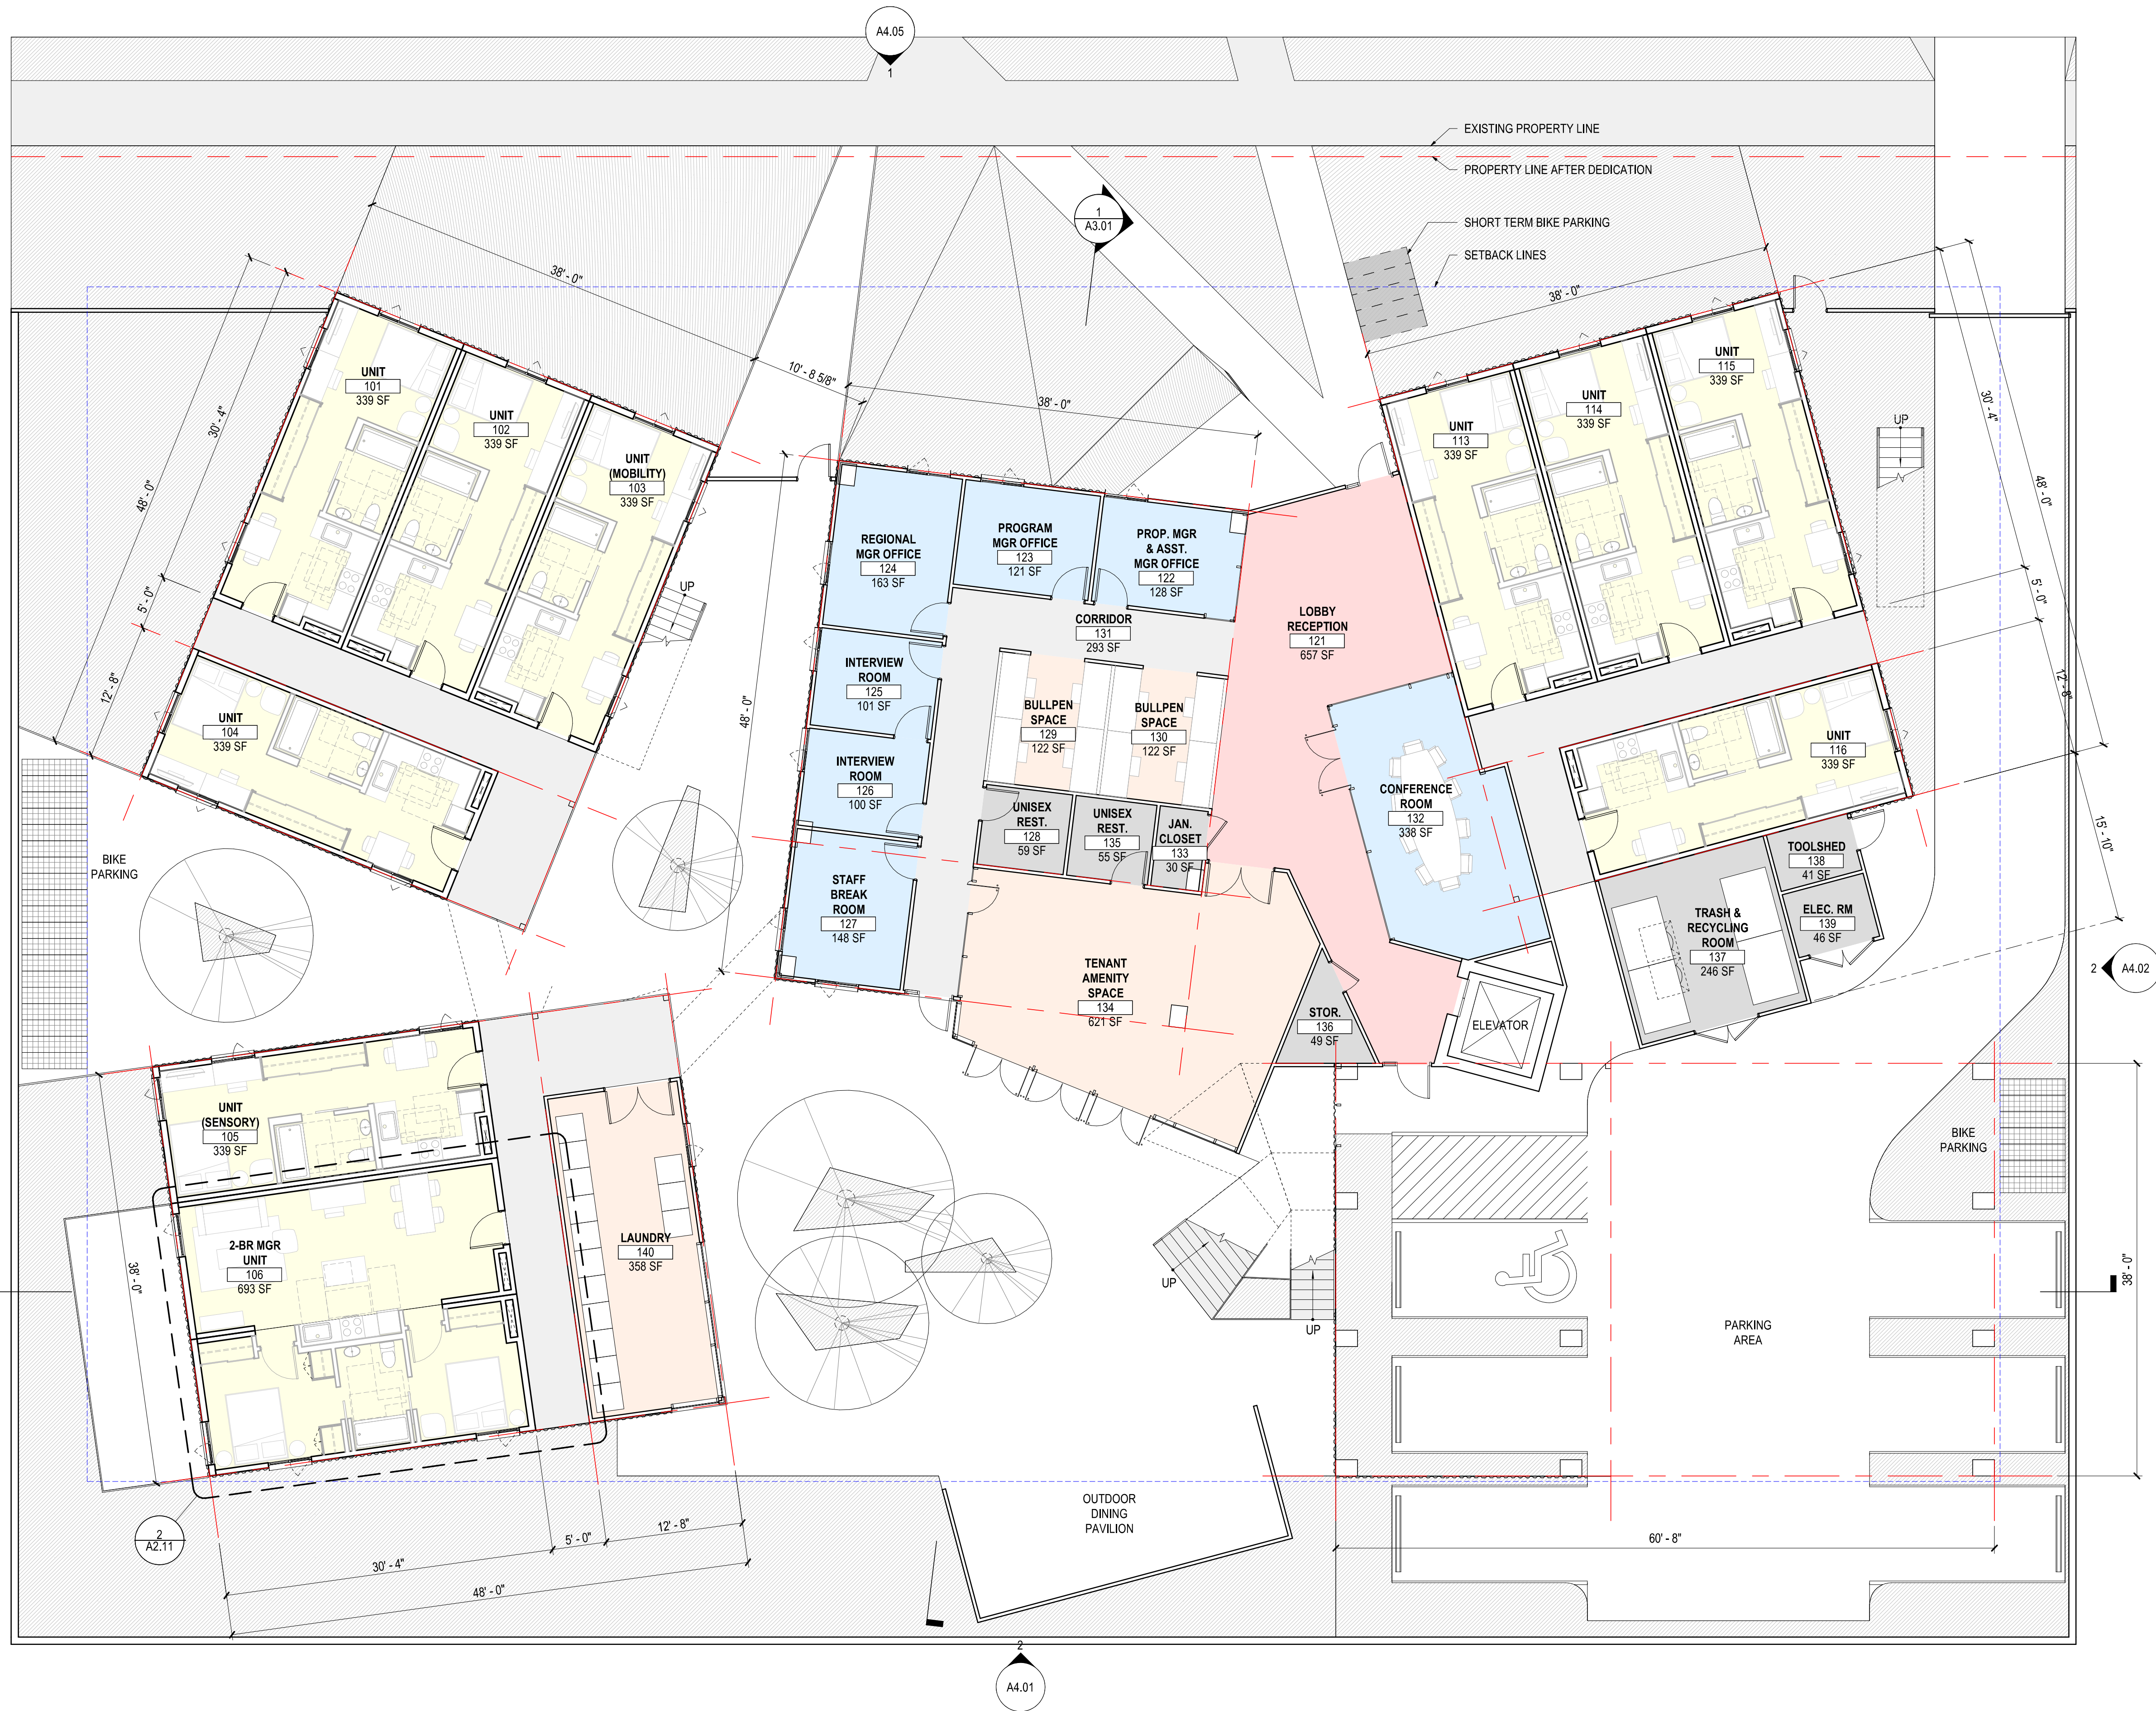 A4.05
1
EXISTING PROPERTY LINE
PROPERTY LINE AFTER DEDICATION
SHORT TERM BIKE PARKING
SETBACK LINES
1
A3.01
38' - 0"
10' - 8 5/8"
38' - 0"
38' - 0"
30' - 4"
48' - 0"
5' - 0"
12' - 8"
UNIT
101
339 SF
UNIT
102
339 SF
UNIT
(MOBILITY)
103
339 SF
UP
UNIT
104
339 SF
BIKE
PARKING
48' - 0"
REGIONAL
MGR OFFICE
124
163 SF
PROGRAM
MGR OFFICE
123
121 SF
PROP. MGR
& ASST.
MGR OFFICE
122
128 SF
CORRIDOR
131
293 SF
LOBBY
RECEPTION
121
657 SF
INTERVIEW
ROOM
125
101 SF
BULLPEN
SPACE
129
122 SF
BULLPEN
SPACE
130
122 SF
INTERVIEW
ROOM
126
100 SF
UNISEX
REST.
128
59 SF
UNISEX
REST.
135
55 SF
JAN.
CLOSET
133
30 SF
CONFERENCE
ROOM
132
338 SF
STAFF
BREAK
ROOM
127
148 SF
TENANT
AMENITY
SPACE
134
621 SF
STOR.
136
49 SF
ELEVATOR
UNIT
113
339 SF
UNIT
114
339 SF
UNIT
115
339 SF
UP
30' - 4"
48' - 0"
5' - 0"
12' - 8"
15' - 10"
UNIT
116
339 SF
TOOLSHED
138
41 SF
ELEC. RM
139
46 SF
TRASH &
RECYCLING
ROOM
137
246 SF
2
A4.02
UNIT
(SENSORY)
105
339 SF
2-BR MGR
UNIT
106
693 SF
LAUNDRY
140
358 SF
38' - 0"
UP
UP
BIKE
PARKING
PARKING
AREA
38' - 0"
OUTDOOR
DINING
PAVILION
60' - 8"
2
A2.11
30' - 4"
5' - 0"
12' - 8"
48' - 0"
2
A4.01